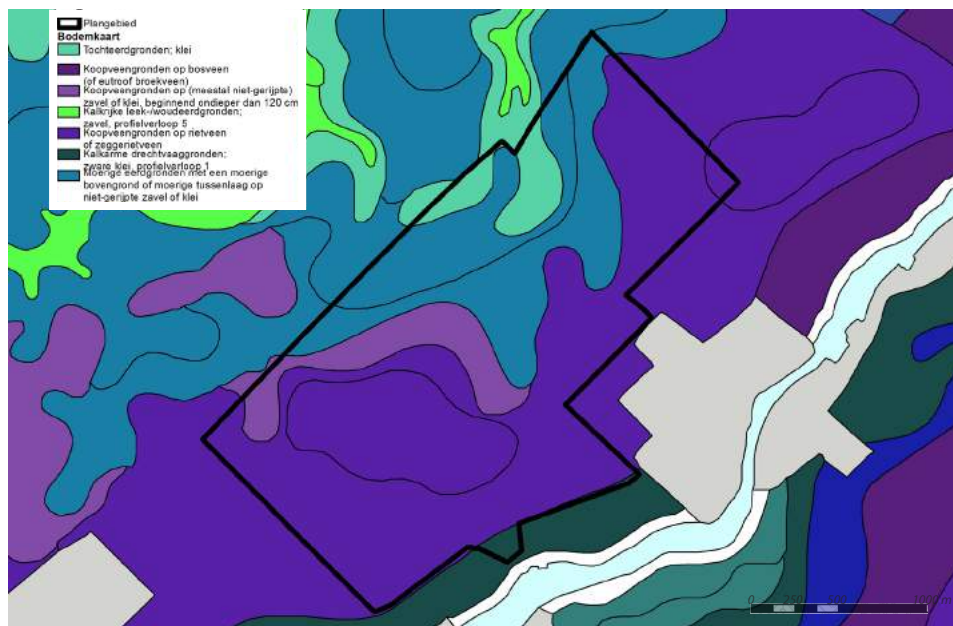 Plangebied
Bodemkaart
Tochteerdgronden; klei
Koopveengronden op bosveen
(of eutroof broekveen)
Koopveengronden op (meestal niet-gerijpte)
zavel of klei, beginnend ondieper dan 120 cm
Kalkrijke leek-/woudeerdgronden;
zavel, profielverloop 5
Koopveengronden op rietveen
of zeggerietveen
Kalkarme drechtvaaggronden;
zware klei, profielverloop 1
Moerige eerdgronden met een moerige
bovengrond of moerige tussenlaag op
niet-gerijpte zavel of klei
0 250 500 1000 m